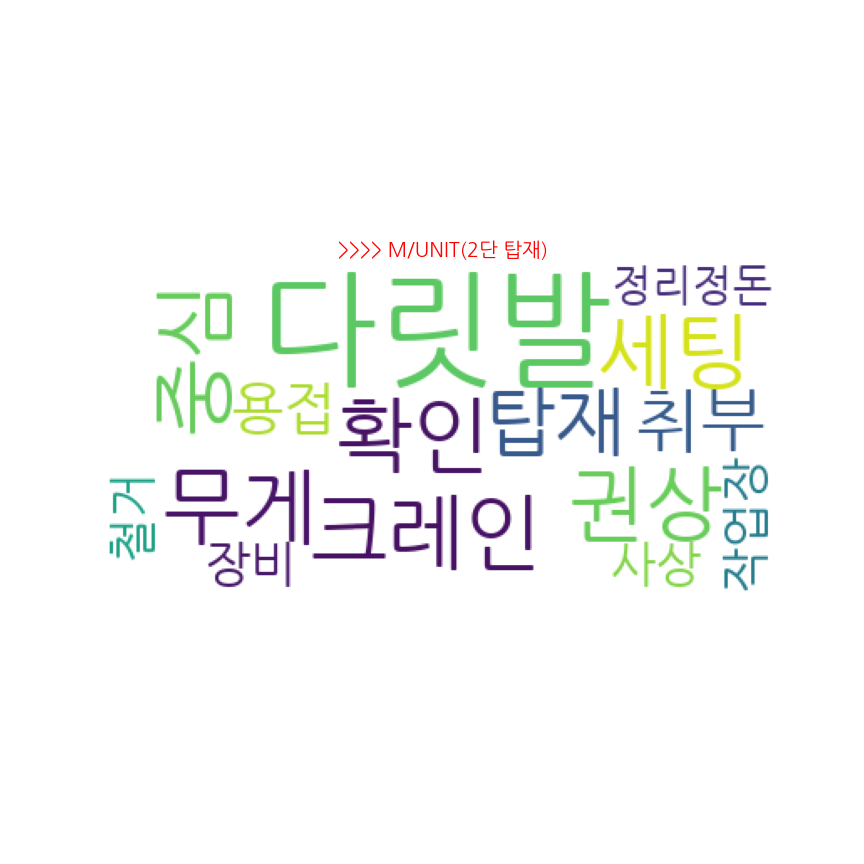 >>>> M/UNIT(2단 탑재)
정리정돈
다릿발
중심
세팅
용접
확인
탑재
취부
무게
크레인
권상
작업장
철거
장비
사상